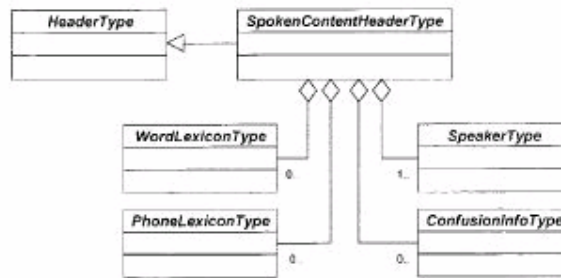 HeaderType
SpokenContentHeaderType
WordLexiconType
SpeakerType
0..
1..
PhoneLexiconType
ConfusionInfoType
0..
0..